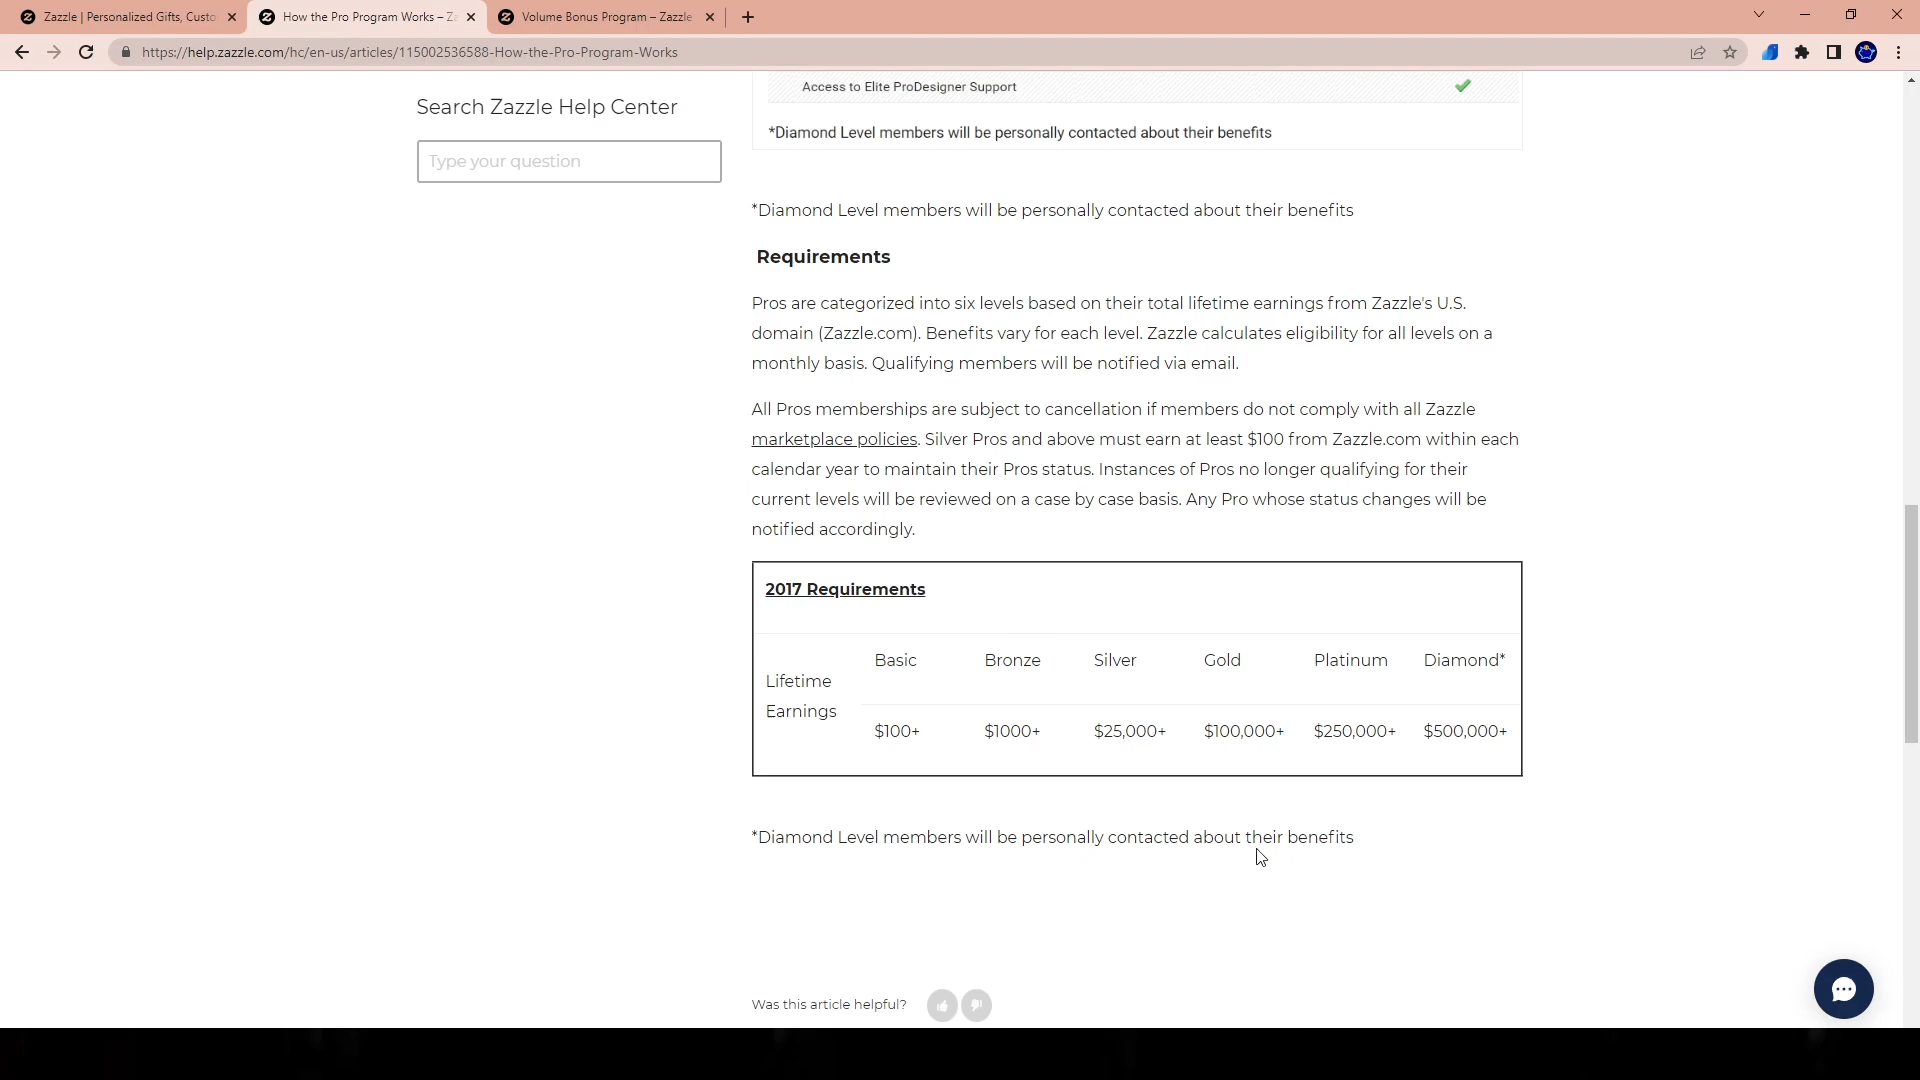 Zazzle | Personalized Gifts, Custo
How the Pro Program Works – Za
Volume Bonus Program – Zazzle
https://help.zazzle.com/hc/en-us/articles/115002536588-How-the-Pro-Program-Works
Search Zazzle Help Center
Type your question
Access to Elite ProDesigner Support
*Diamond Level members will be personally contacted about their benefits
*Diamond Level members will be personally contacted about their benefits
Requirements
Pros are categorized into six levels based on their total lifetime earnings from Zazzle's U.S.
domain (Zazzle.com). Benefits vary for each level. Zazzle calculates eligibility for all levels on a
monthly basis. Qualifying members will be notified via email.
All Pros memberships are subject to cancellation if members do not comply with all Zazzle
marketplace policies. Silver Pros and above must earn at least $100 from Zazzle.com within each
calendar year to maintain their Pros status. Instances of Pros no longer qualifying for their
current levels will be reviewed on a case by case basis. Any Pro whose status changes will be
notified accordingly.
2017 Requirements
Basic Bronze Silver Gold Platinum Diamond*
Lifetime
Earnings
$100+ $1000+ $25,000+ $100,000+ $250,000+ $500,000+
*Diamond Level members will be personally contacted about their benefits
Was this article helpful?